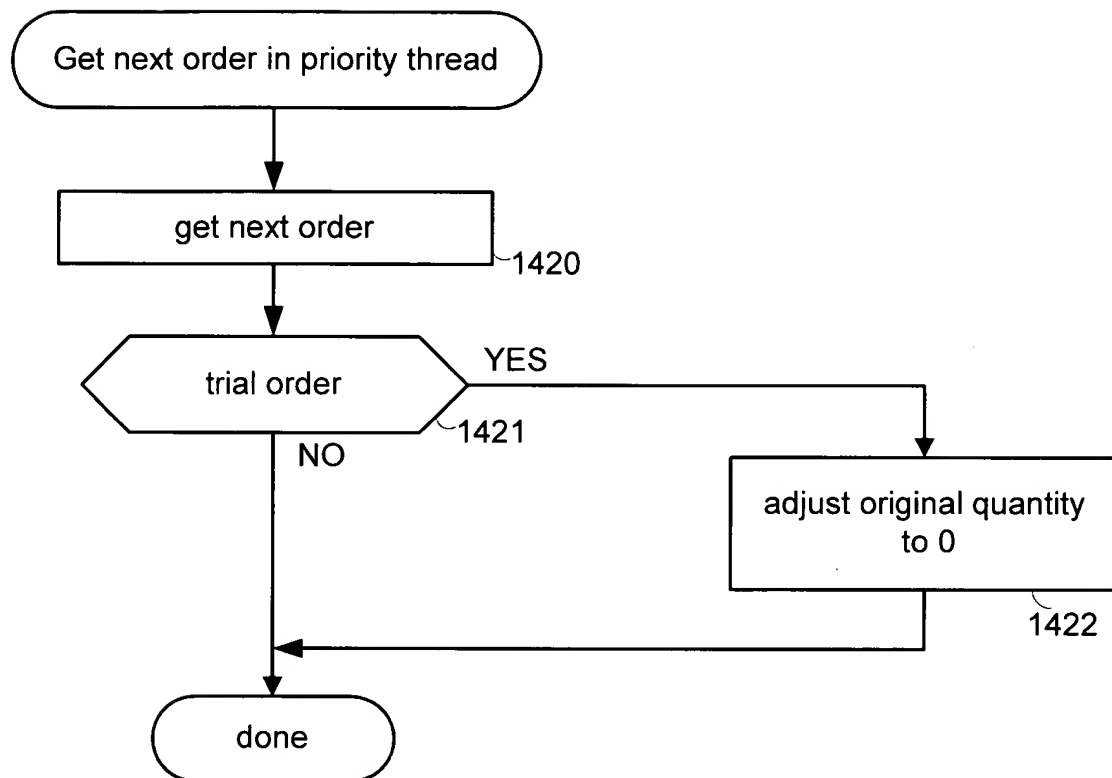 Get next order in priority thread
get next order
1420
trial order
YES
1421
NO
adjust original quantity
to 0
1422
done